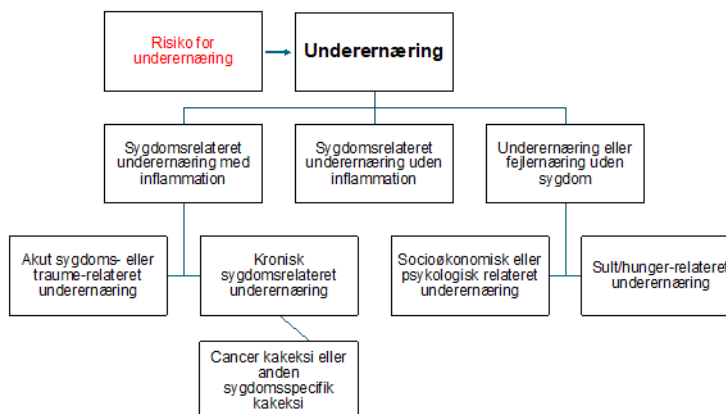 Risiko for
underernæring
Underernæring
Sygdomsrelateret
underernæring med
inflammation
Sygdomsrelateret
underernæring uden
inflammation
Underernæring eller
fejlernæring uden
sygdom
Akut sygdoms- eller
traume-relateret
underernæring
Kronisk
sygdomsrelateret
underernæring
Socioøkonomisk eller
psykologisk relateret
underernæring
Sult/hunger-relateret
underernæring
Cancer kakeksi eller
anden
sygdomsspecifik
kakeksi